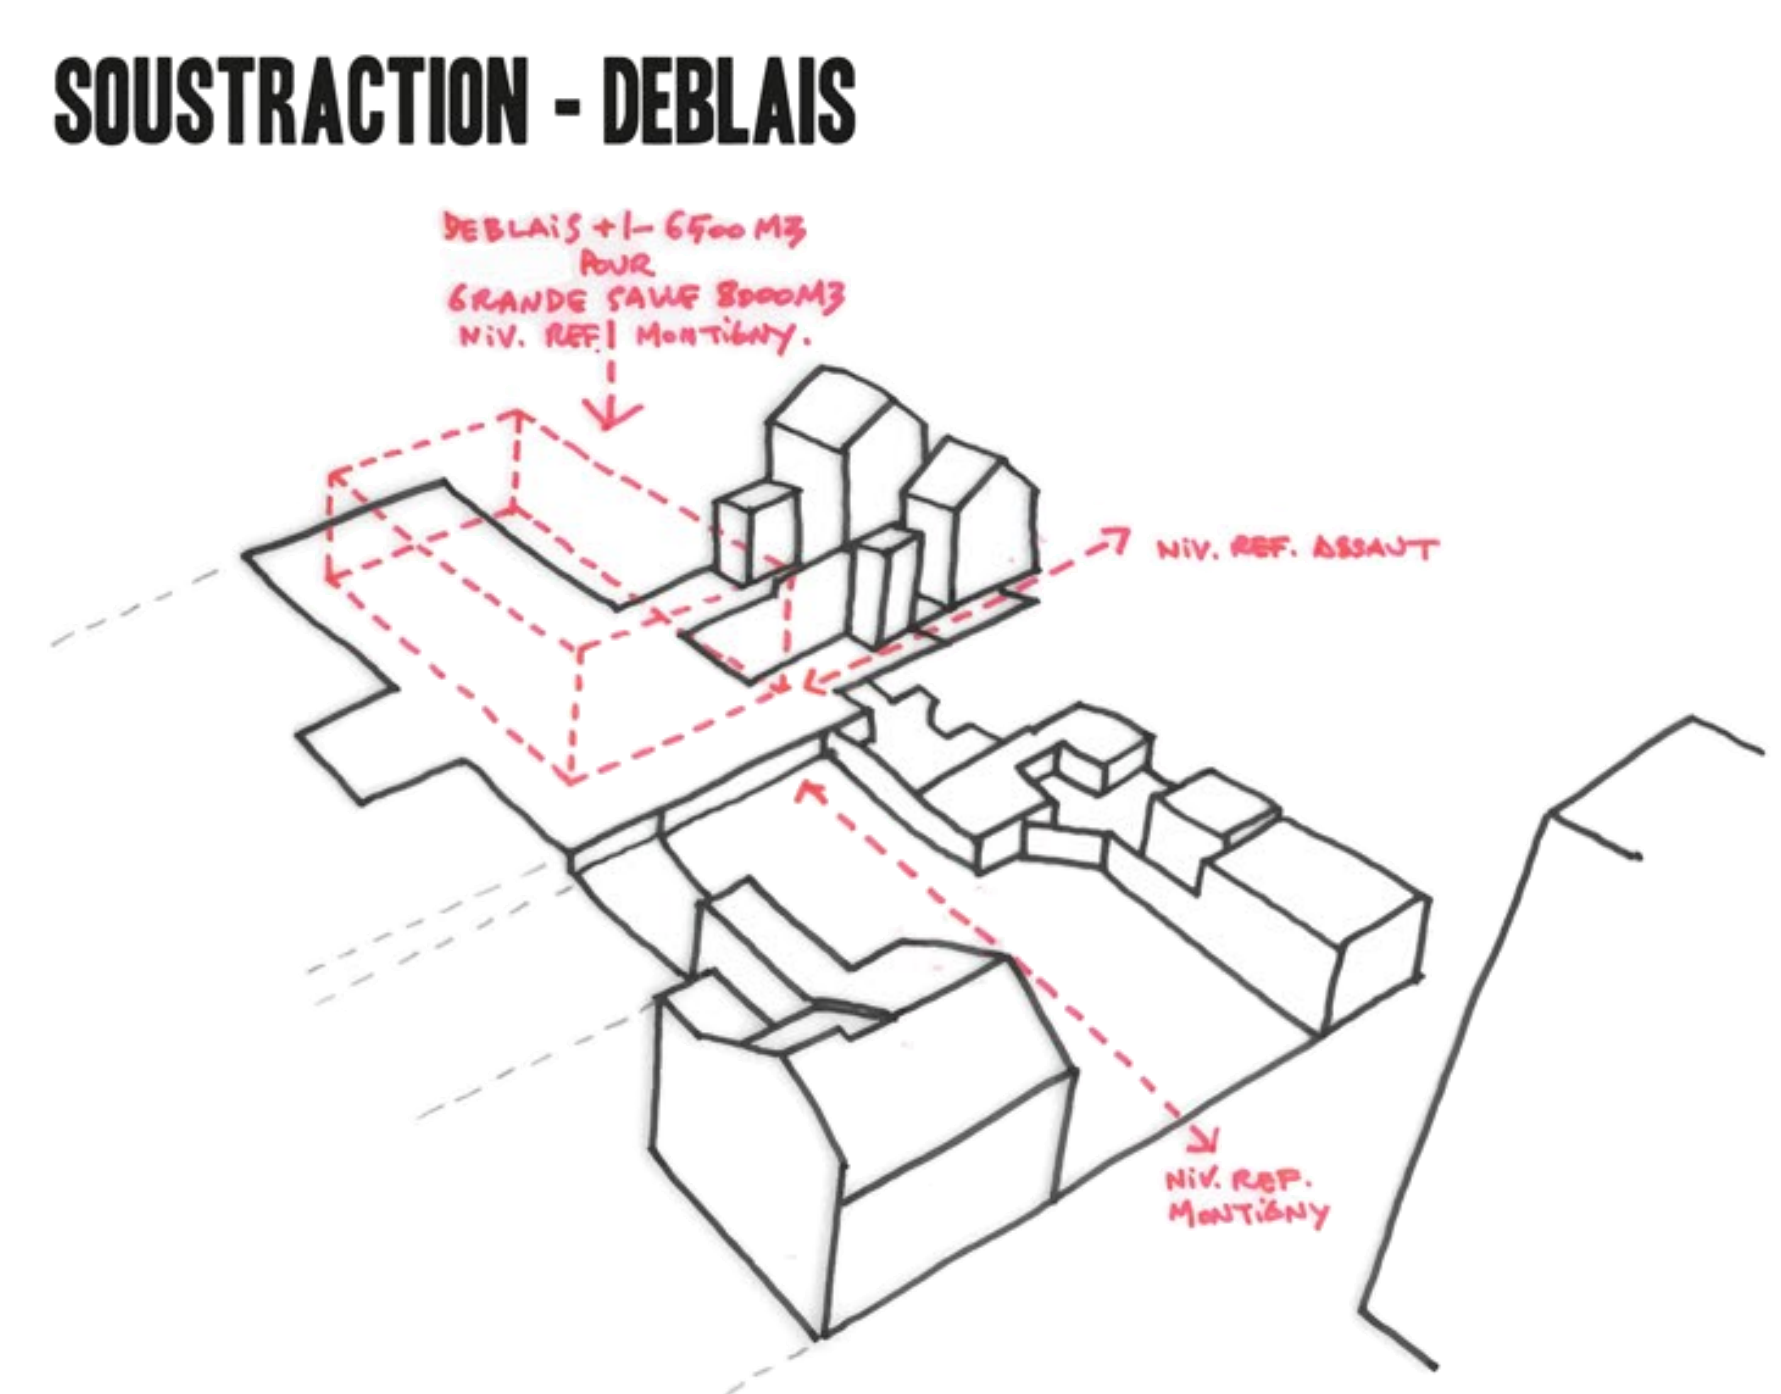 SOUSTRACTION - DEBLAIS
DEBLAIS +/- 6500 M3
POUR
GRANDE SALLE 8000M3
NIV. REF. MONTIGNY.
NIV. REF. ASSAUT
NIV. REF.
MONTIGNY